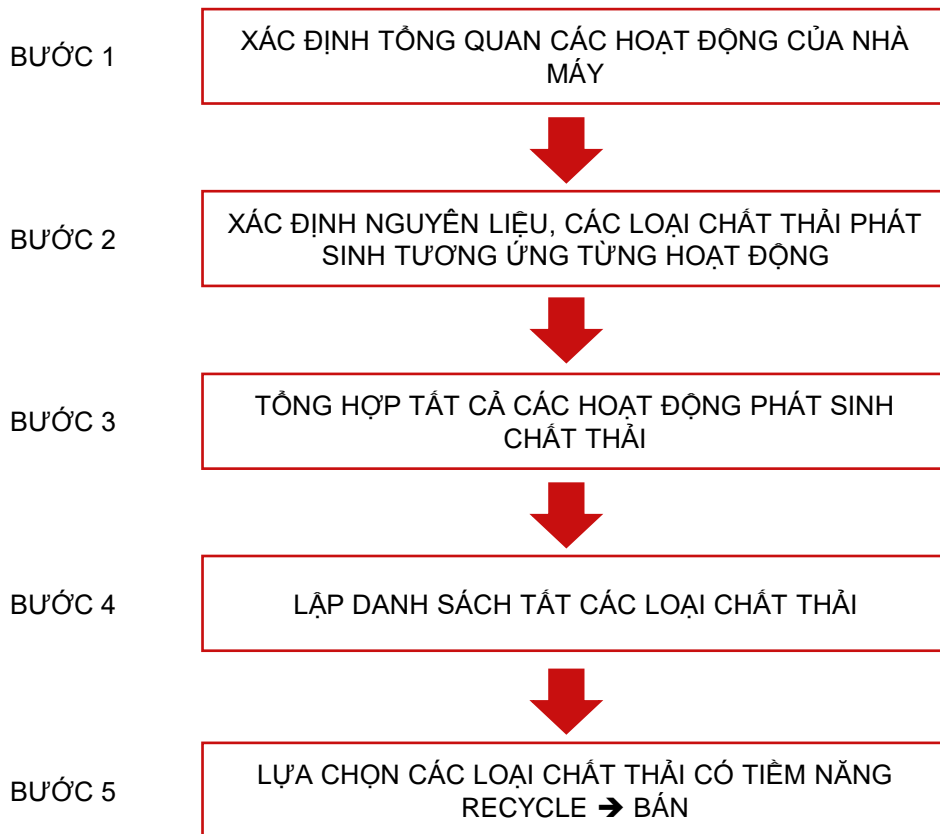 BƯỚC 1
XÁC ĐỊNH TỔNG QUAN CÁC HOẠT ĐỘNG CỦA NHÀ
MÁY
BƯỚC 2
XÁC ĐỊNH NGUYÊN LIỆU, CÁC LOẠI CHẤT THẢI PHÁT
SINH TƯƠNG ỨNG TỪNG HOẠT ĐỘNG
BƯỚC 3
TỔNG HỢP TẤT CẢ CÁC HOẠT ĐỘNG PHÁT SINH
CHẤT THẢI
BƯỚC 4
LẬP DANH SÁCH TẤT CÁC LOẠI CHẤT THẢI
BƯỚC 5
LỰA CHỌN CÁC LOẠI CHẤT THẢI CÓ TIỀM NĂNG
RECYCLE ➔ BÁN